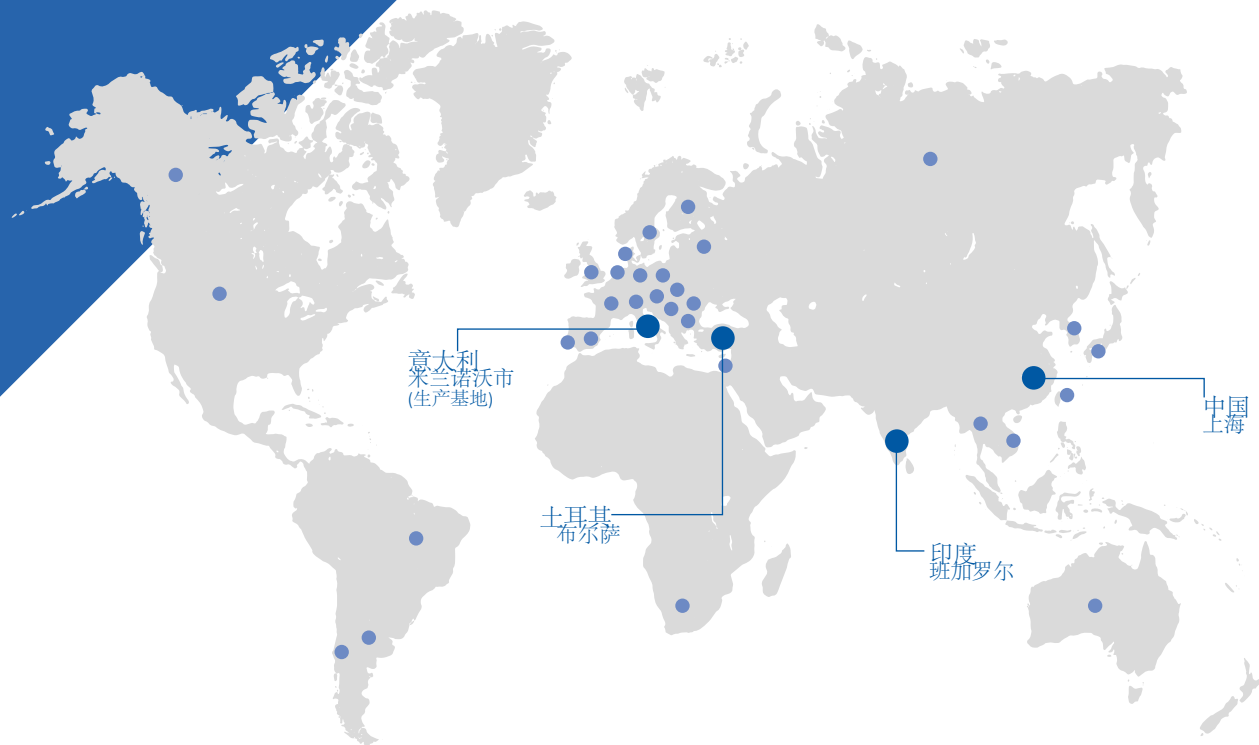 意大利
米兰诺沃市
(生产基地)
中国
上海
土耳其
布尔萨
印度
班加罗尔